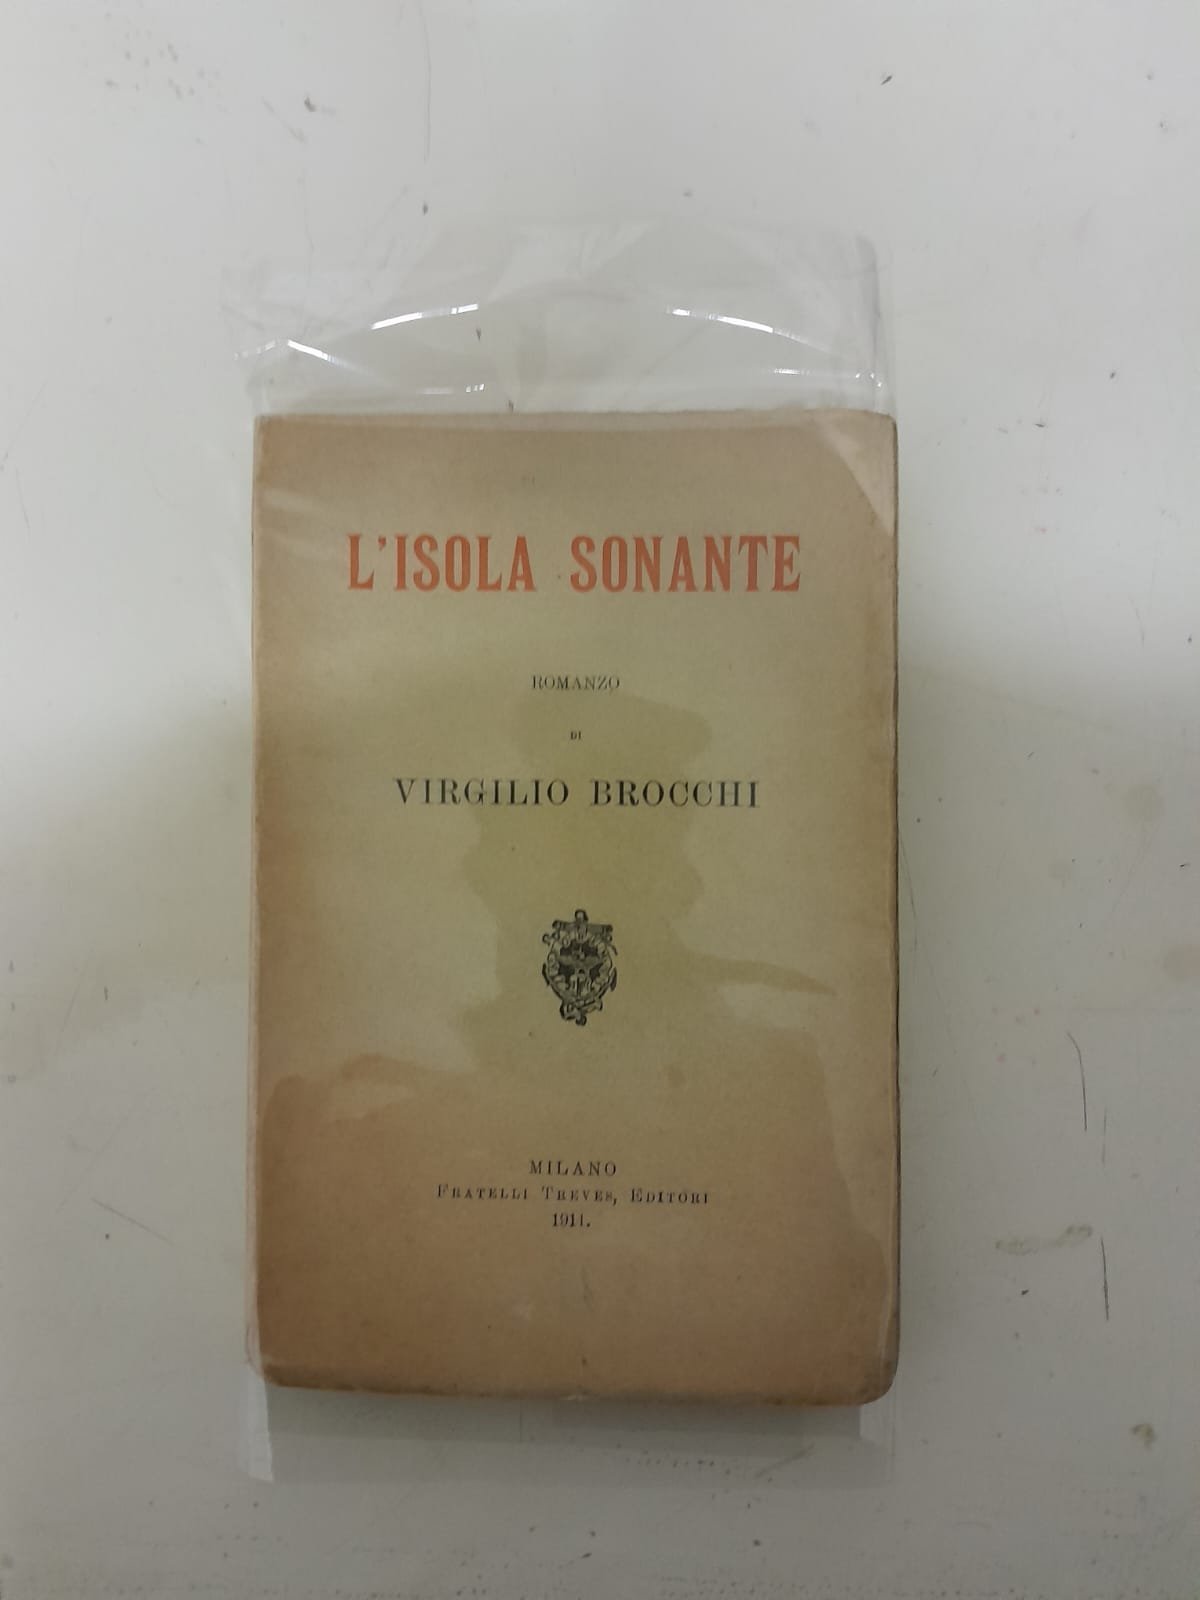 L'ISOLA SONANTE
ROMANZO
DI
VIRGILIO BROCCHI
MILANO
FRATELLI TREVES, EDITORI
1911.